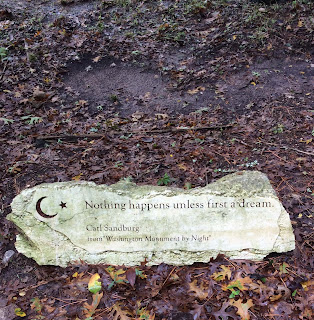 Nothing happens unless first a dream.
Carl Sandburg
from "Washington Monument by Night"